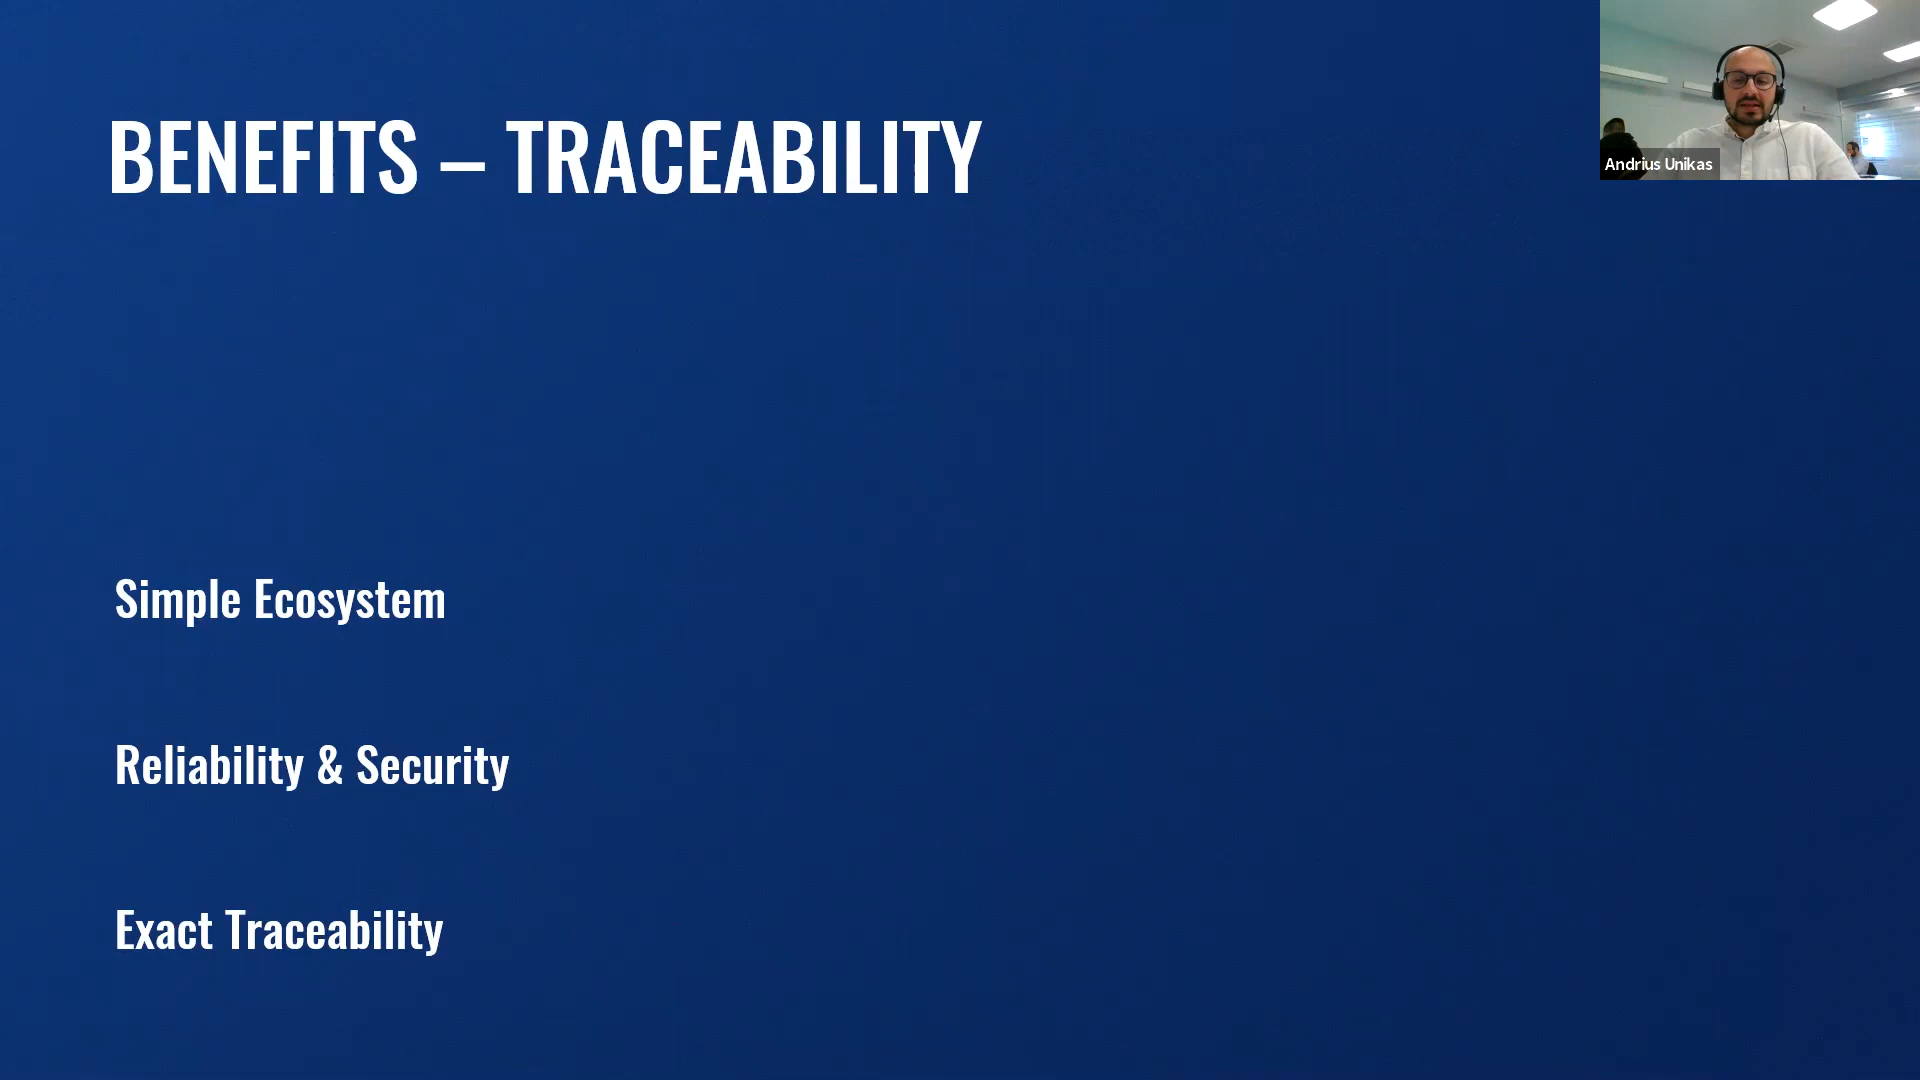 BENEFITS – TRACEABILITY
Andrius Unikas
Simple Ecosystem
Reliability & Security
Exact Traceability